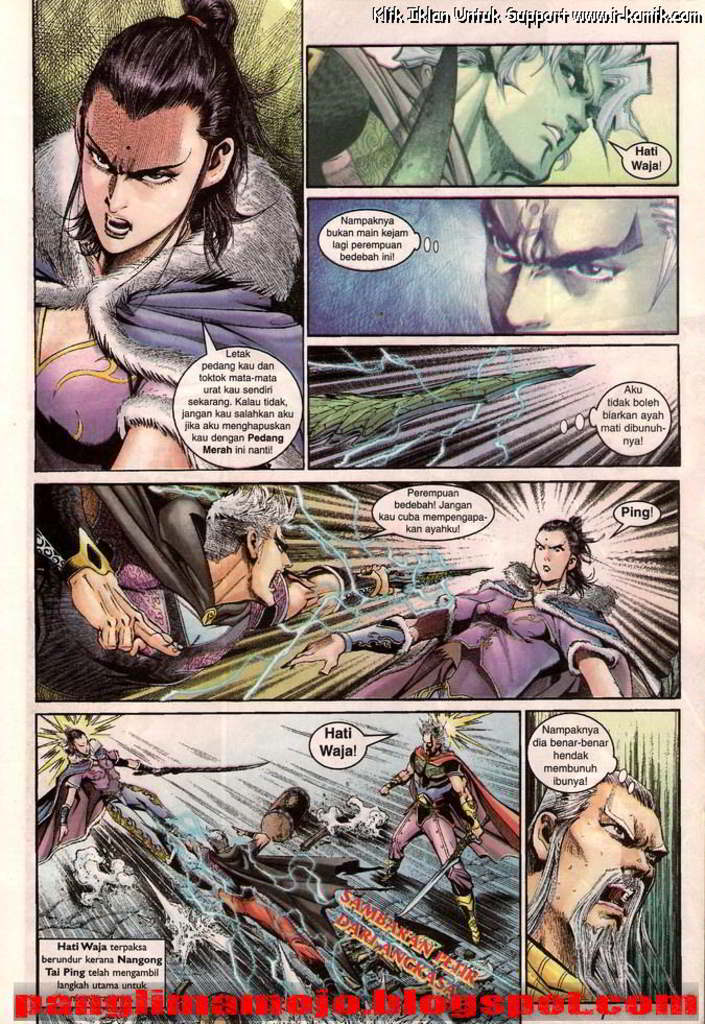 Klik Iklan Untuk Support www.ir-komik.com
Letak
pedang kau dan
toktok mata-mata
urat kau sendiri
sekarang. Kalau tidak,
jangan kau salahkan aku
jika aku menghapuskan
kau dengan Pedang
Merah ini nanti!
Hati
Waja!
Nampaknya
bukan main kejam
lagi perempuan
bedebah ini!
Aku
tidak boleh
biarkan ayah
mati dibunuh-
nya!
Perempuan
bedebah! Jangan
kau cuba mempengapa-
kan ayahku!
Ping!
Hati
Waja!
SAMBARAN PETIR
DARI ANGKASA
Hati Waja terpaksa
berundur kerana Nangong
Tai Ping telah mengambil
langkah utama untuk
Nampaknya
dia benar-benar
hendak
membunuh
ibunya!
panglimamojo.blogspot.com